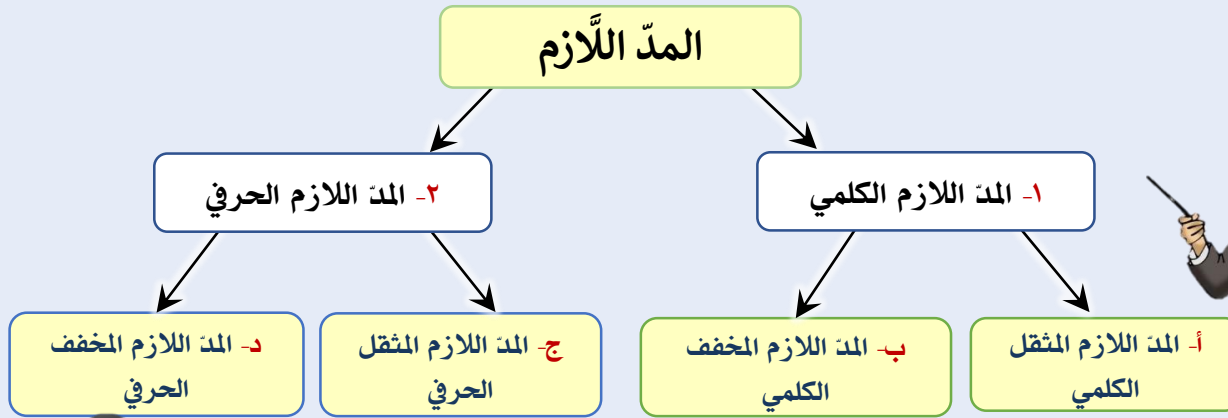 المدّ اللَّازم
١- المدّ اللازم الكلمي
٢- المدّ اللازم الحرفي
أ- المدّ اللازم المثقل
الكلمي
ب- المدّ اللازم المخفف
الكلمي
ج- المدّ اللازم المثقل
الحرفي
د- المدّ اللازم المخفف
الحرفي